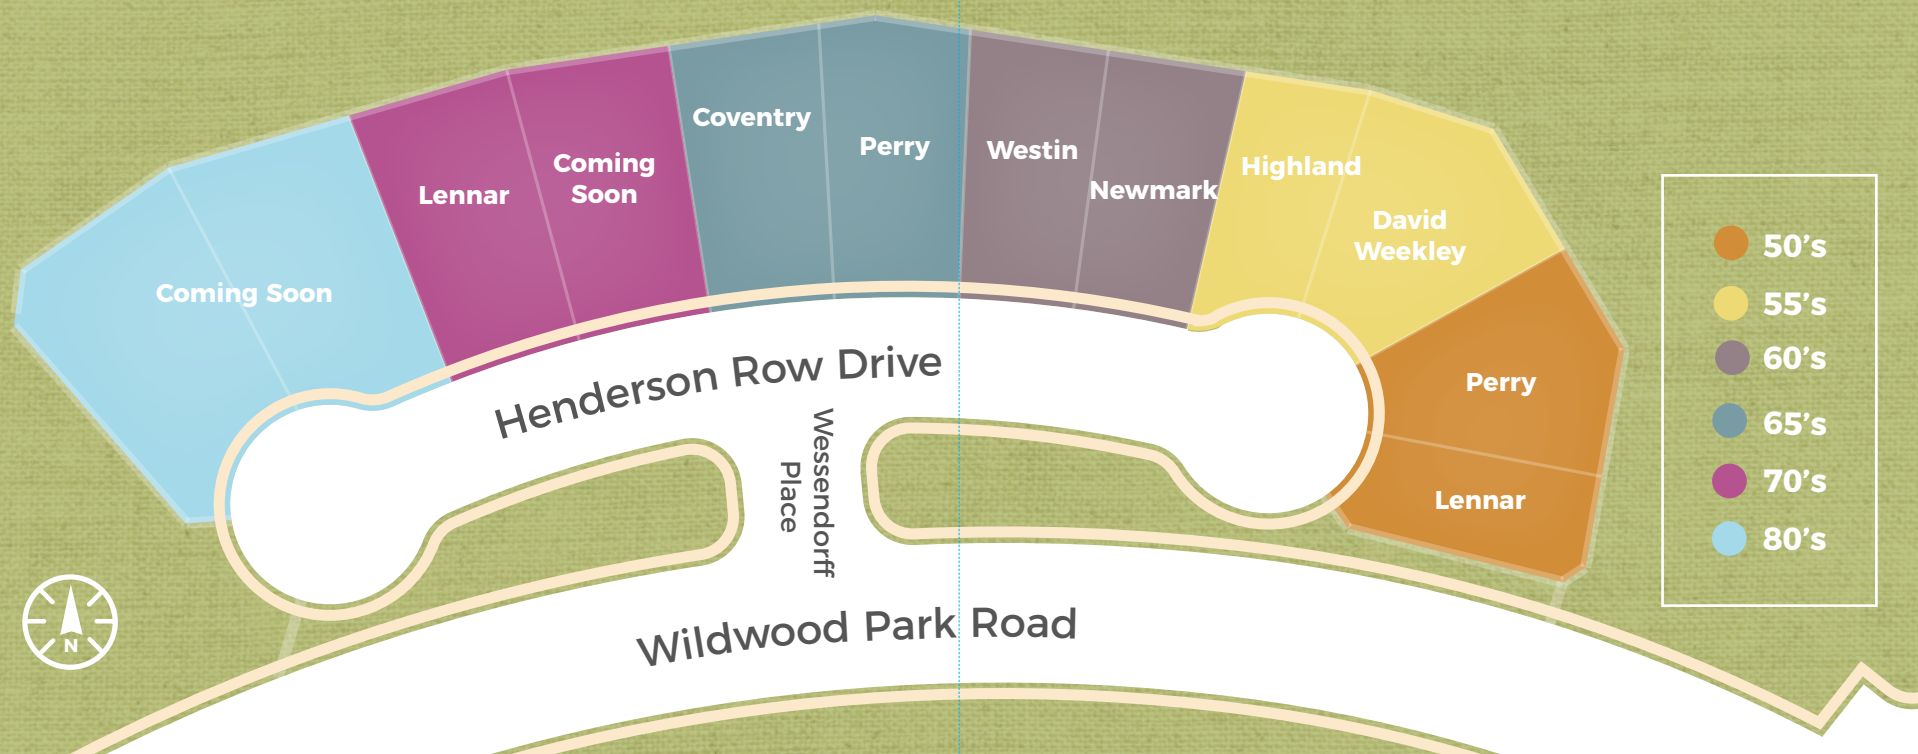 Coming Soon
Lennar
Coming
Soon
Coventry
Perry
Westin
Newmark
Highland
David
Weekley
Perry
Lennar
Henderson Row Drive
Wessendorff
Place
Wildwood Park Road
N
50’s
55’s
60’s
65’s
70’s
80’s